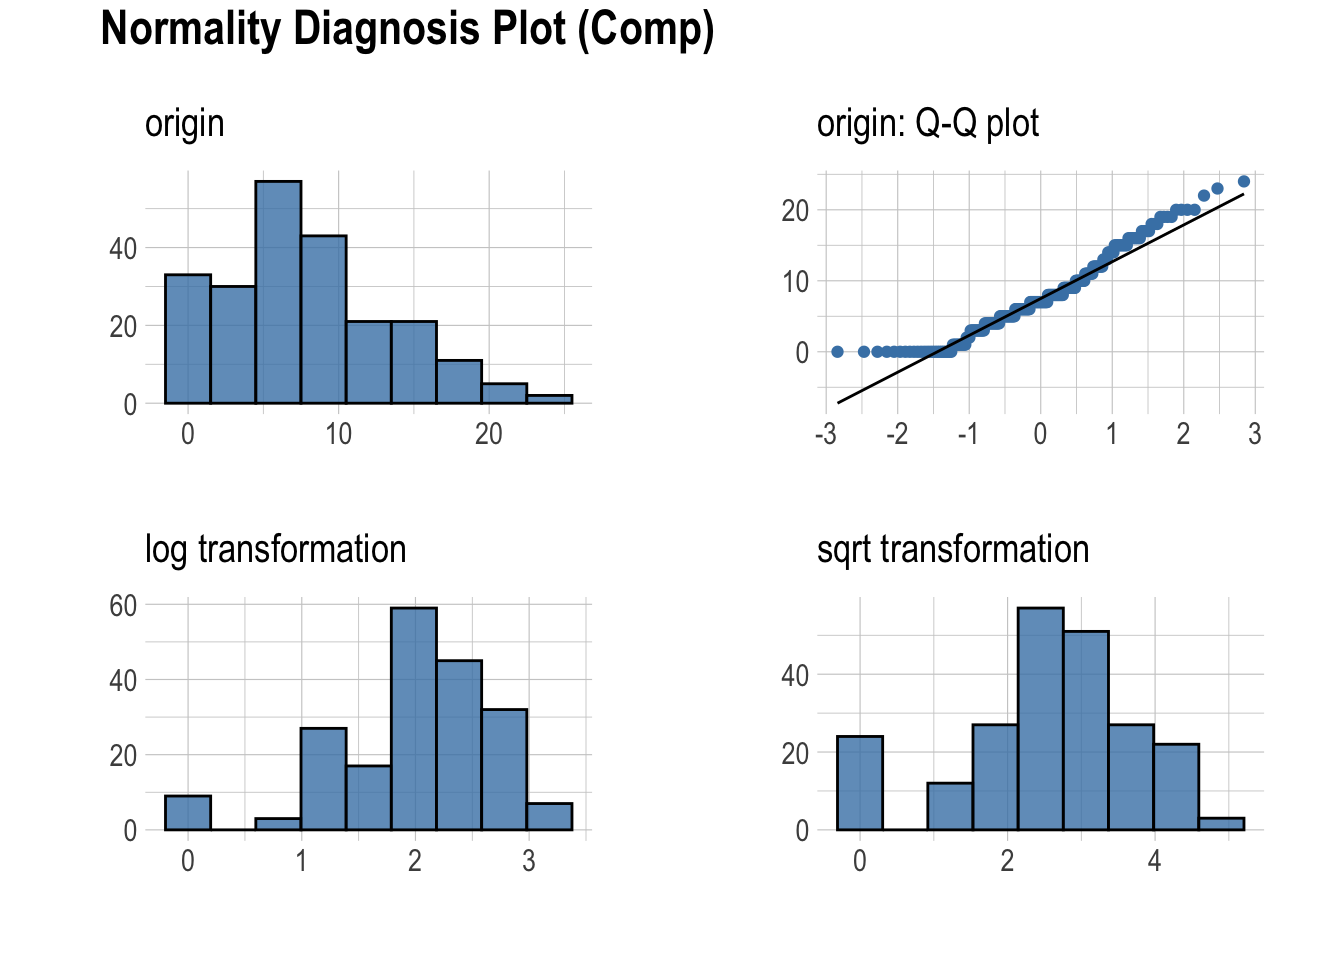 Normality Diagnosis Plot (Comp)
origin
40
20
0
0 10 20
origin: Q-Q plot
20
10
0
-3 -2 -1 0 1 2 3
log transformation
60
40
20
0
0 1 2 3
sqrt transformation
40
20
0
0 2 4